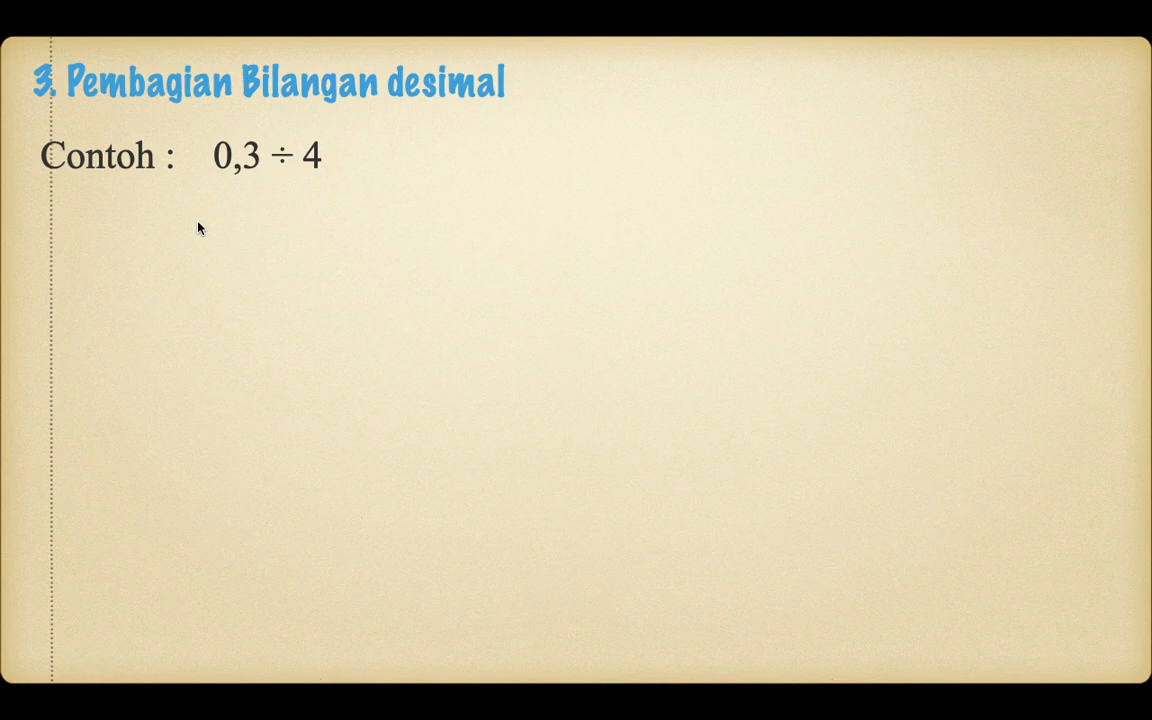 3. Pembagian Bilangan desimal
Contoh : 0,3 ÷ 4